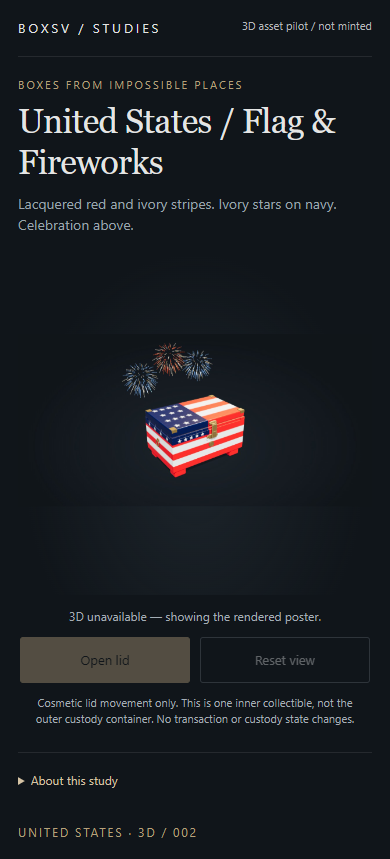 BOXSV / STUDIES
3D asset pilot / not minted
BOXES FROM IMPOSSIBLE PLACES
United States / Flag &
Fireworks
Lacquered red and ivory stripes. Ivory stars on navy.
Celebration above.
3D unavailable — showing the rendered poster.
Open lid
Reset view
Cosmetic lid movement only. This is one inner collectible, not the
outer custody container. No transaction or custody state changes.
About this study
UNITED STATES · 3D / 002